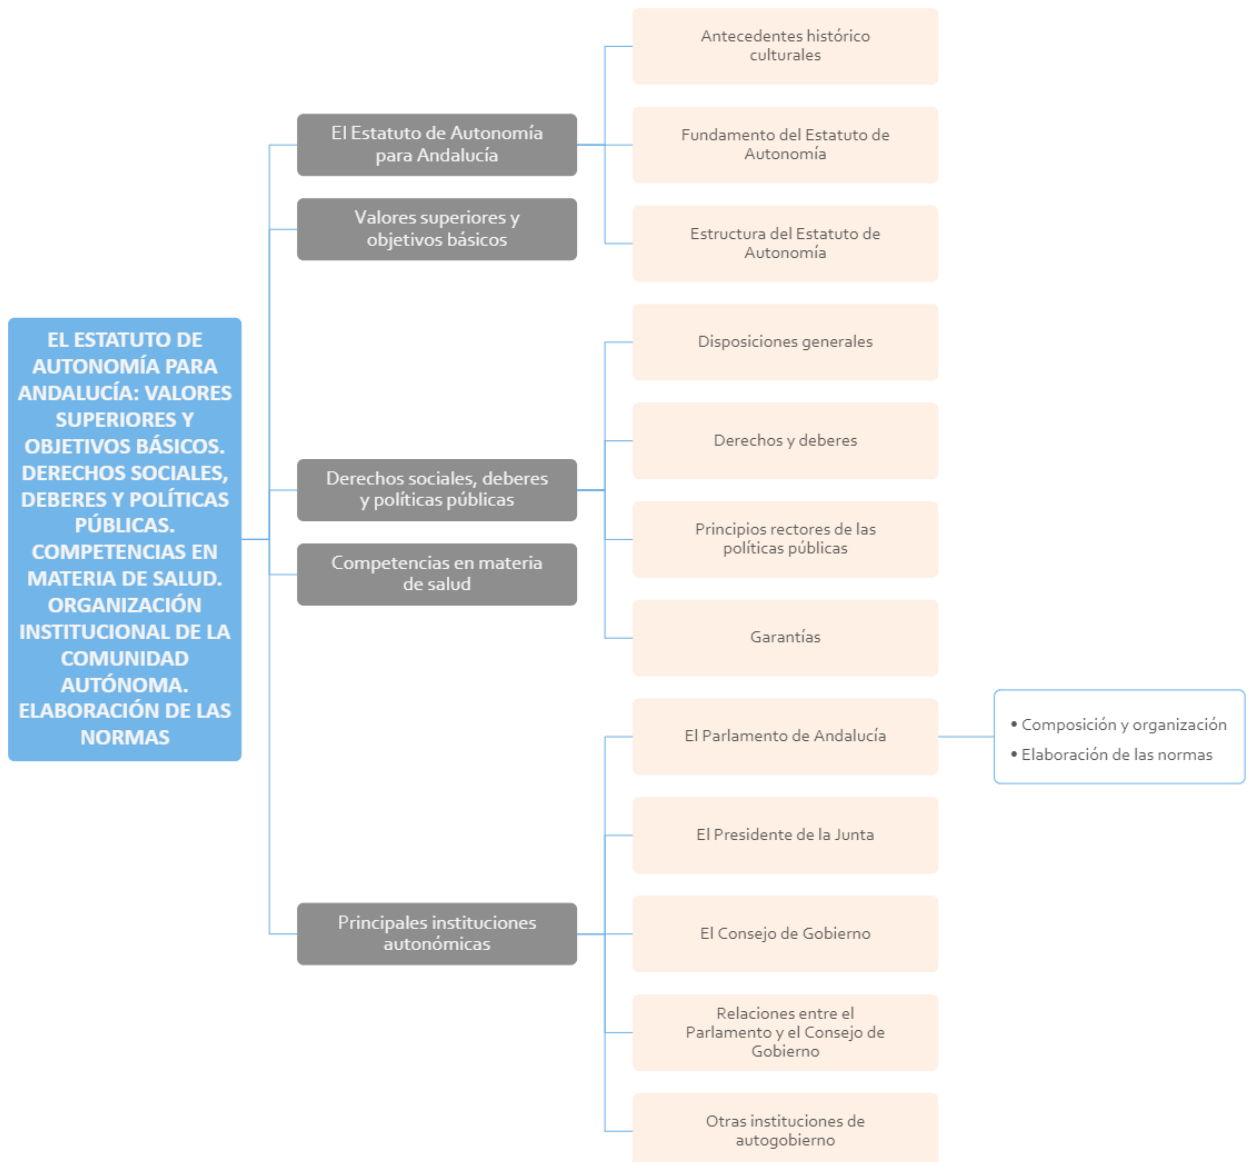 EL ESTATUTO DE
AUTONOMÍA PARA
ANDALUCÍA: VALORES
SUPERIORES Y
OBJETIVOS BÁSICOS.
DERECHOS SOCIALES,
DEBERES Y POLÍTICAS
PÚBLICAS.
COMPETENCIAS EN
MATERIA DE SALUD.
ORGANIZACIÓN
INSTITUCIONAL DE LA
COMUNIDAD
AUTÓNOMA.
ELABORACIÓN DE LAS
NORMAS
El Estatuto de Autonomía
para Andalucía
Antecedentes histórico
culturales
Fundamento del Estatuto de
Autonomía
Estructura del Estatuto de
Autonomía
Valores superiores y
objetivos básicos
Derechos sociales, deberes
y políticas públicas
Disposiciones generales
Derechos y deberes
Principios rectores de las
políticas públicas
Garantías
Competencias en materia
de salud
Principales instituciones
autonómicas
El Parlamento de Andalucía
• Composición y organización
• Elaboración de las normas
El Presidente de la Junta
El Consejo de Gobierno
Relaciones entre el
Parlamento y el Consejo de
Gobierno
Otras instituciones de
autogobierno